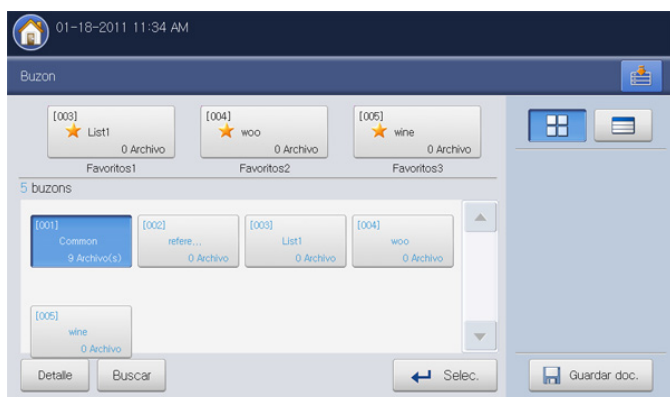 01-18-2011 11:34 AM
Buzon
[003]
List1
0 Archivo
Favoritos1
[004]
woo
0 Archivo
Favoritos2
[005]
wine
0 Archivo
Favoritos3
5 buzons
[001]
Common
9 Archivo(s)
[002]
refere...
0 Archivo
[003]
List1
0 Archivo
[004]
woo
0 Archivo
[005]
wine
0 Archivo
Detalle
Buscar
Selec.
Guardar doc.